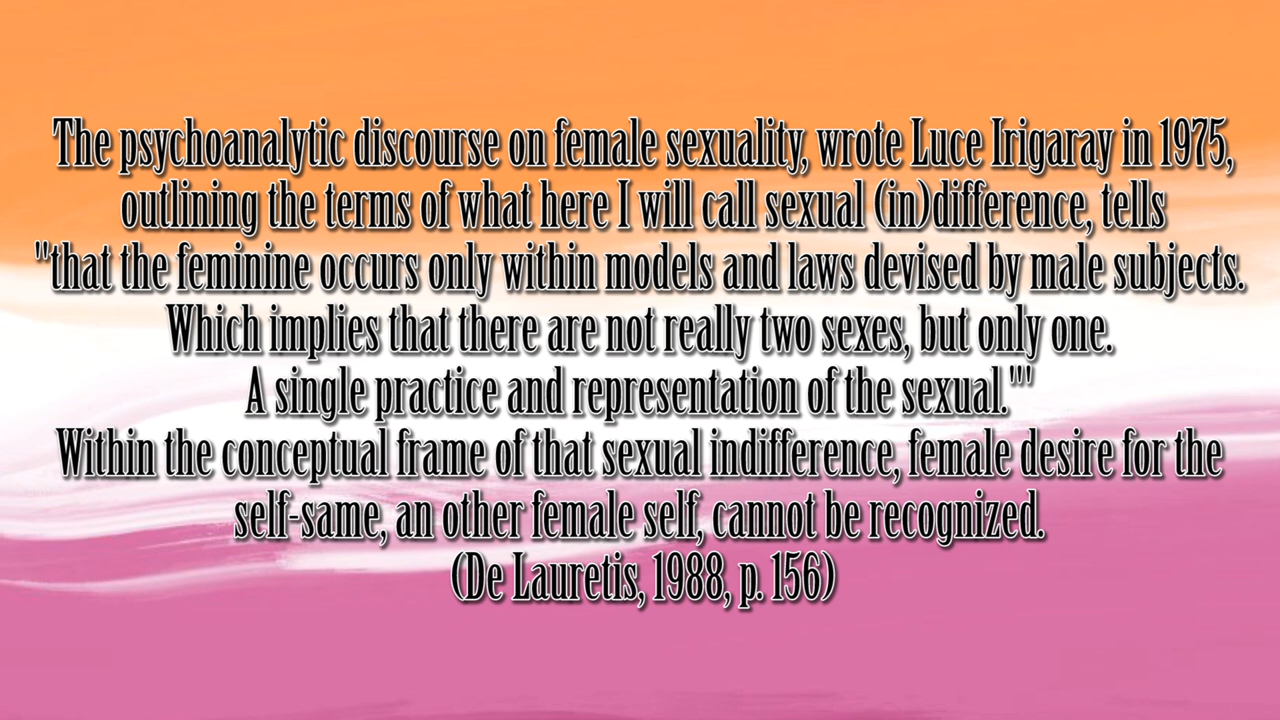 The psychoanalytic discourse on female sexuality, wrote Luce Irigaray in 1975,
outlining the terms of what here I will call sexual (in)difference, tells
"that the feminine occurs only within models and laws devised by male subjects.
Which implies that there are not really two sexes, but only one.
A single practice and representation of the sexual."'
Within the conceptual frame of that sexual indifference, female desire for the
self-same, an other female self, cannot be recognized.
(De Lauretis, 1988, p. 156)